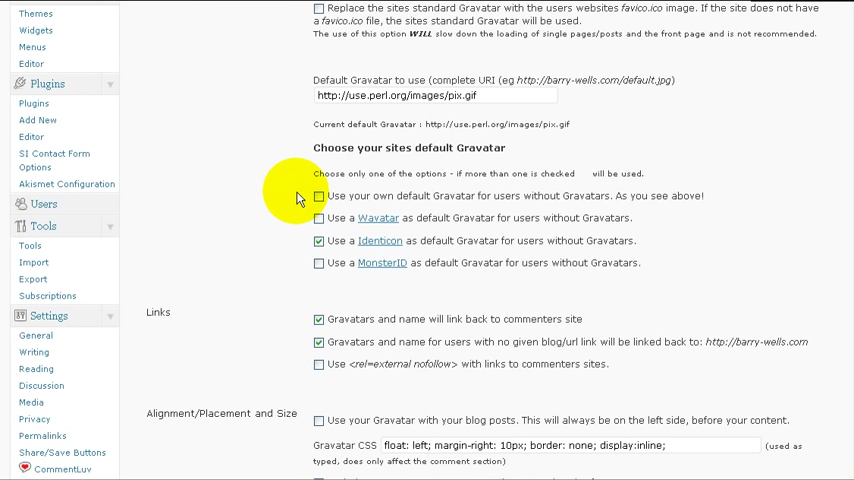 Themes
Widgets
Menus
Editor
Plugins
Plugins
Add New
Editor
SI Contact Form
Options
Akismet Configuration
Users
Tools
Tools
Import
Export
Subscriptions
Settings
General
Writing
Reading
Discussion
Media
Privacy
Permalinks
Share/Save Buttons
CommentLuv
Replace the sites standard Gravatar with the users websites favico.ico image. If the site does not have
a favico.ico file, the sites standard Gravatar will be used.
The use of this option WILL slow down the loading of single pages/posts and the front page and is not recommended.
Default Gravatar to use (complete URI (eg http://barry-wells.com/default.jpg)
http://use.perl.org/images/pix.gif
Current default Gravatar : http://use.perl.org/images/pix.gif
Choose your sites default Gravatar
Choose only one of the options - if more than one is checked will be used.
Use your own default Gravatar for users without Gravatars. As you see above!
Use a Wavatar as default Gravatar for users without Gravatars.
Use a Identicon as default Gravatar for users without Gravatars.
Use a MonsterID as default Gravatar for users without Gravatars.
Links
Gravatars and name will link back to commenters site
Gravatars and name for users with no given blog/url link will be linked back to: http://barry-wells.com
Use <rel=external nofollow> with links to commenters sites.
Alignment/Placement and Size
Use your Gravatar with your blog posts. This will always be on the left side, before your content.
Gravatar CSS float: left; margin-right: 10px; border: none; display:inline; (used as
typed, does only affect the comment section)